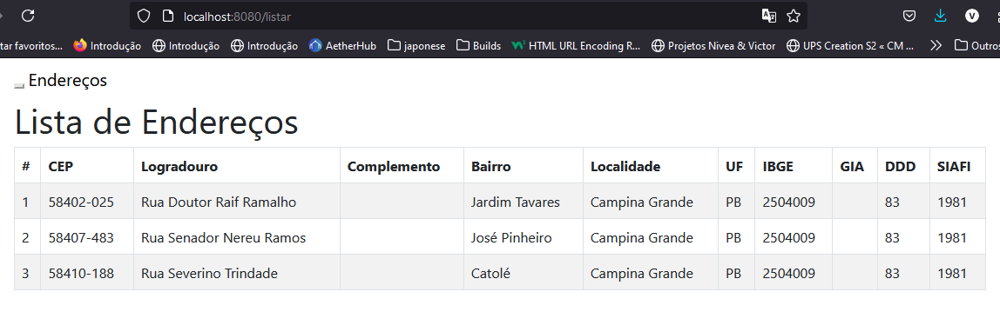 localhost:8080/listar
tar favoritos... Introdução Introdução Introdução AetherHub japonese Builds HTML URL Encoding R... Projetos Nivea & Victor UPS Creation S2 « CM ... Outros
Endereços
Lista de Endereços
# CEP Logradouro Complemento Bairro Localidade UF IBGE GIA DDD SIAFI
1 58402-025 Rua Doutor Raif Ramalho Jardim Tavares Campina Grande PB 2504009 83 1981
2 58407-483 Rua Senador Nereu Ramos José Pinheiro Campina Grande PB 2504009 83 1981
3 58410-188 Rua Severino Trindade Catolé Campina Grande PB 2504009 83 1981